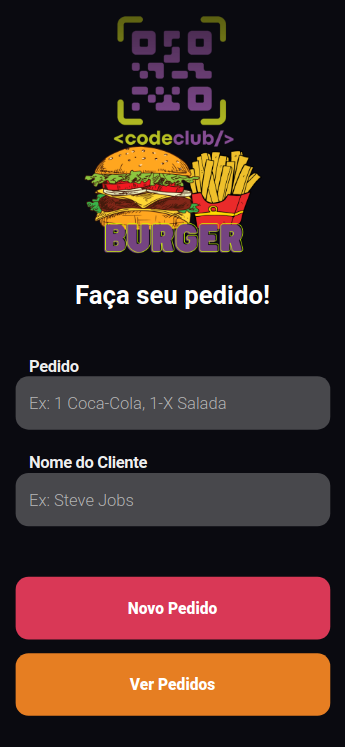 <codeclub/>
BURGER
Faça seu pedido!
Pedido
Ex: 1 Coca-Cola, 1-X Salada
Nome do Cliente
Ex: Steve Jobs
Novo Pedido
Ver Pedidos